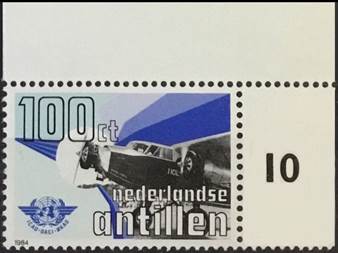 100ct
10
nederlandse
antillen
ICAO-OACI-ИКАО
1984